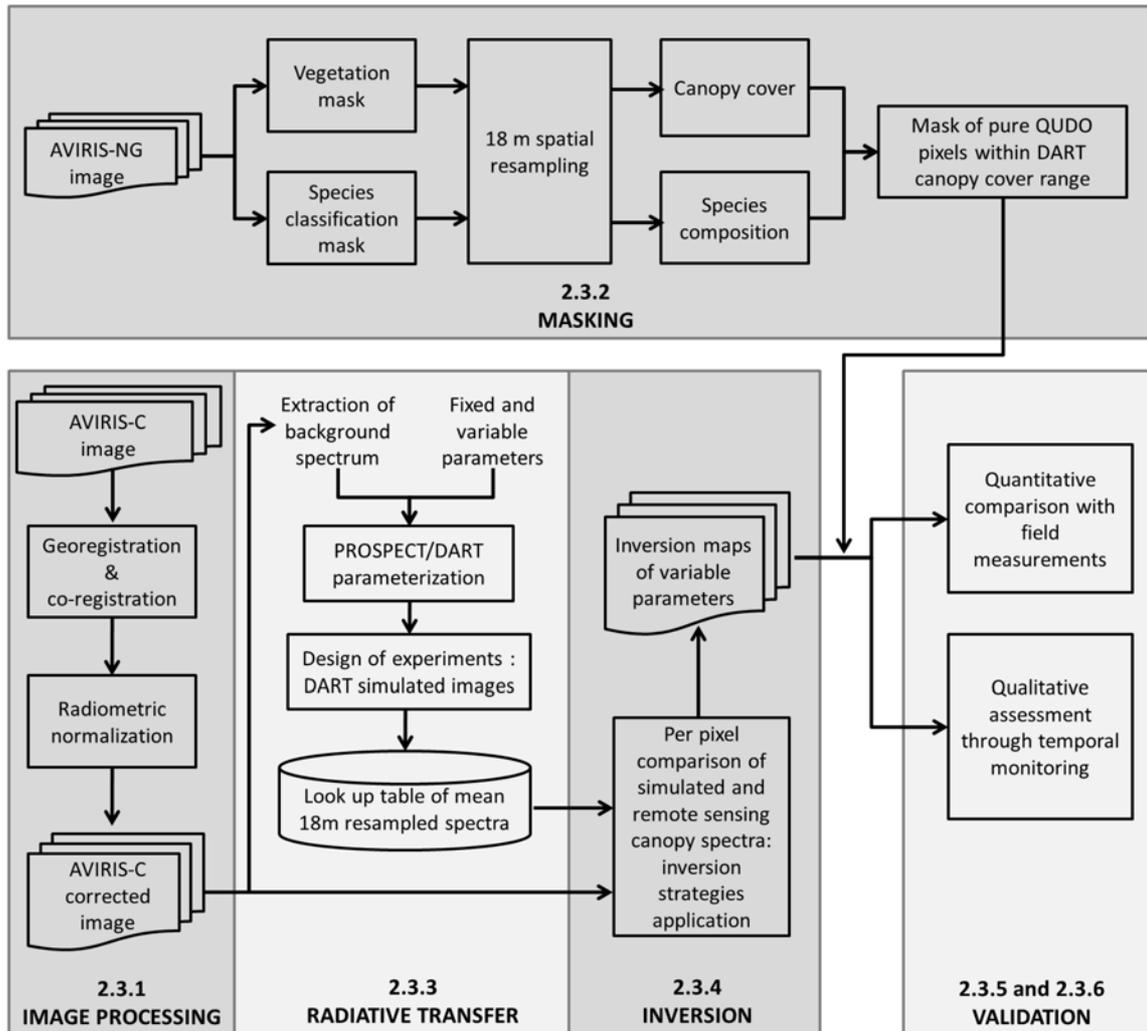 AVIRIS-NG
image
Vegetation
mask
Species
classification
mask
18 m spatial
resampling
Canopy cover
Species
composition
Mask of pure QUDO
pixels within DART
canopy cover range
2.3.2
MASKING
AVIRIS-C
image
Georegistration
&
co-registration
Radiometric
normalization
AVIRIS-C
corrected
image
2.3.1
IMAGE PROCESSING
Extraction of
background
spectrum
Fixed and
variable
parameters
PROSPECT/DART
parameterization
Design of experiments :
DART simulated images
Look up table of mean
18m resampled spectra
2.3.3
RADIATIVE TRANSFER
Inversion maps
of variable
parameters
Per pixel
comparison of
simulated and
remote sensing
canopy spectra:
inversion
strategies
application
2.3.4
INVERSION
Quantitative
comparison with
field
measurements
Qualitative
assessment
through temporal
monitoring
2.3.5 and 2.3.6
VALIDATION